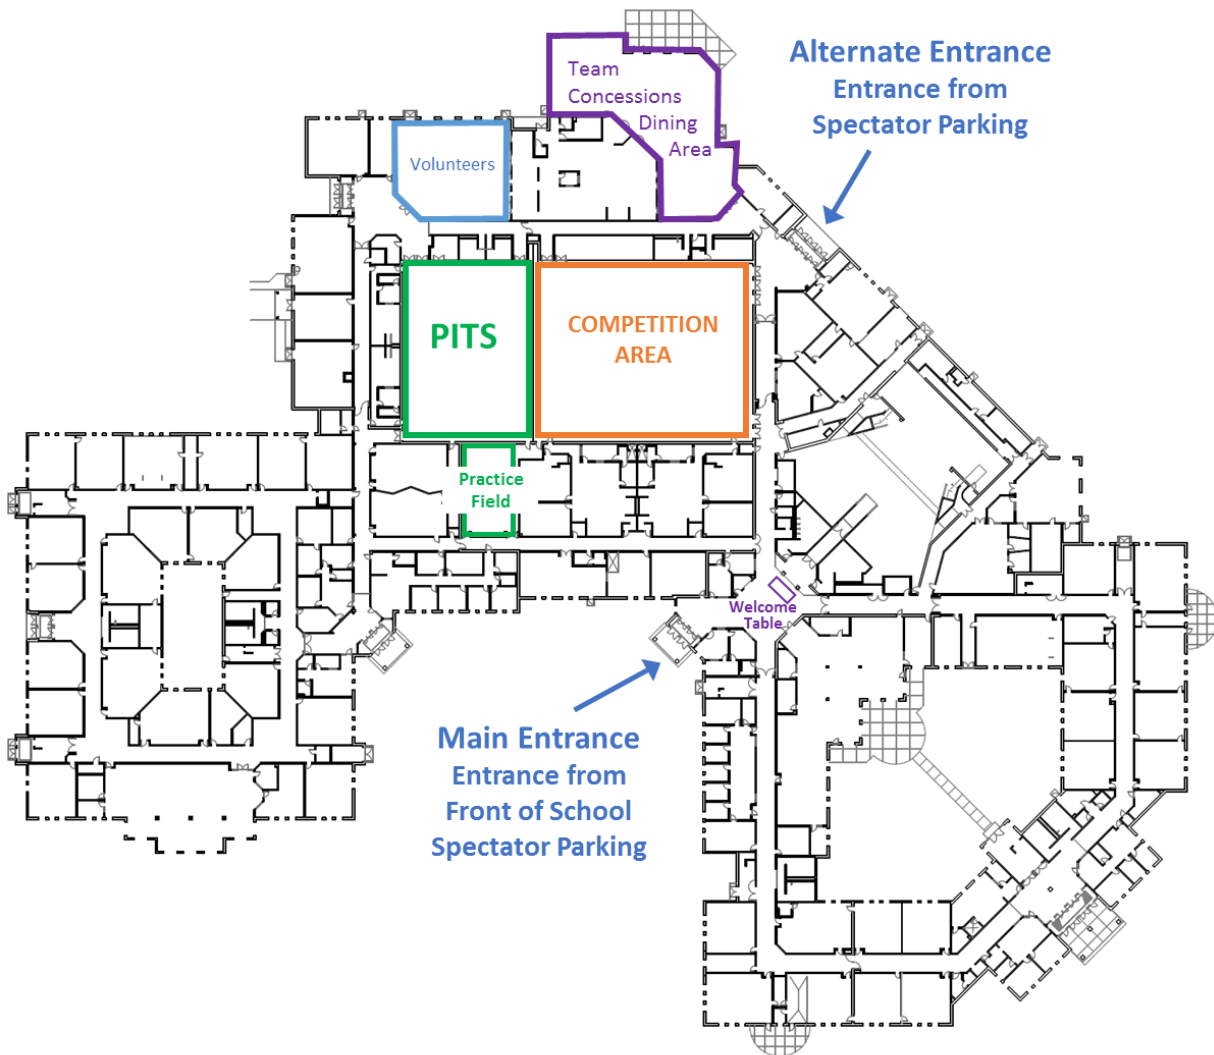 Alternate Entrance
Entrance from
Spectator Parking
Team
Concessions
Dining
Area
Volunteers
PITS
COMPETITION
AREA
Practice
Field
Welcome
Table
Main Entrance
Entrance from
Front of School
Spectator Parking